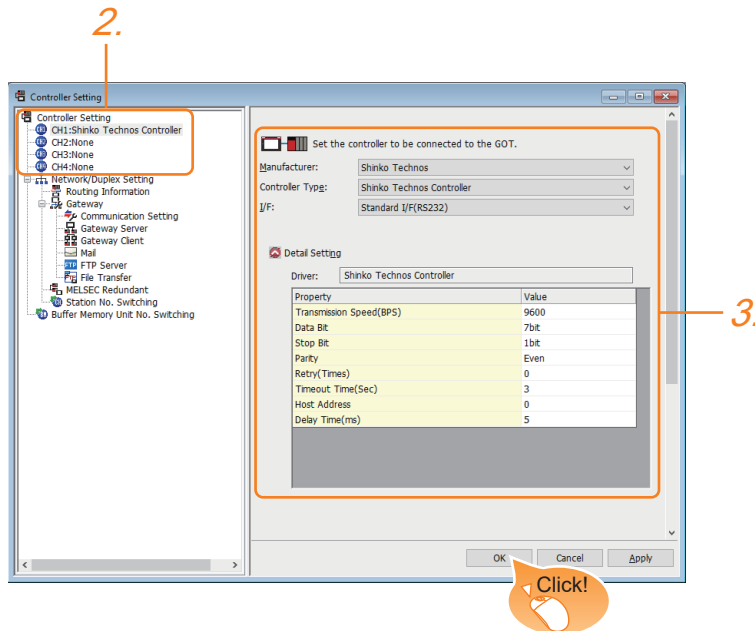 2.
Controller Setting
Controller Setting
CH1:Shinko Technos Controller
CH2:None
CH3:None
CH4:None
Network/Duplex Setting
Routing Information
Gateway
Communication Setting
Gateway Server
Gateway Client
Mail
FTP Server
File Transfer
MELSEC Redundant
Station No. Switching
Buffer Memory Unit No. Switching
Set the controller to be connected to the GOT.
Manufacturer: Shinko Technos
Controller Type: Shinko Technos Controller
I/F: Standard I/F(RS232)
Detail Setting
Driver: Shinko Technos Controller
Property Value
Transmission Speed(BPS) 9600
Data Bit 7bit
Stop Bit 1bit
Parity Even
Retry(Times) 0
Timeout Time(Sec) 3
Host Address 0
Delay Time(ms) 5
3.
OK Cancel Apply
Click!